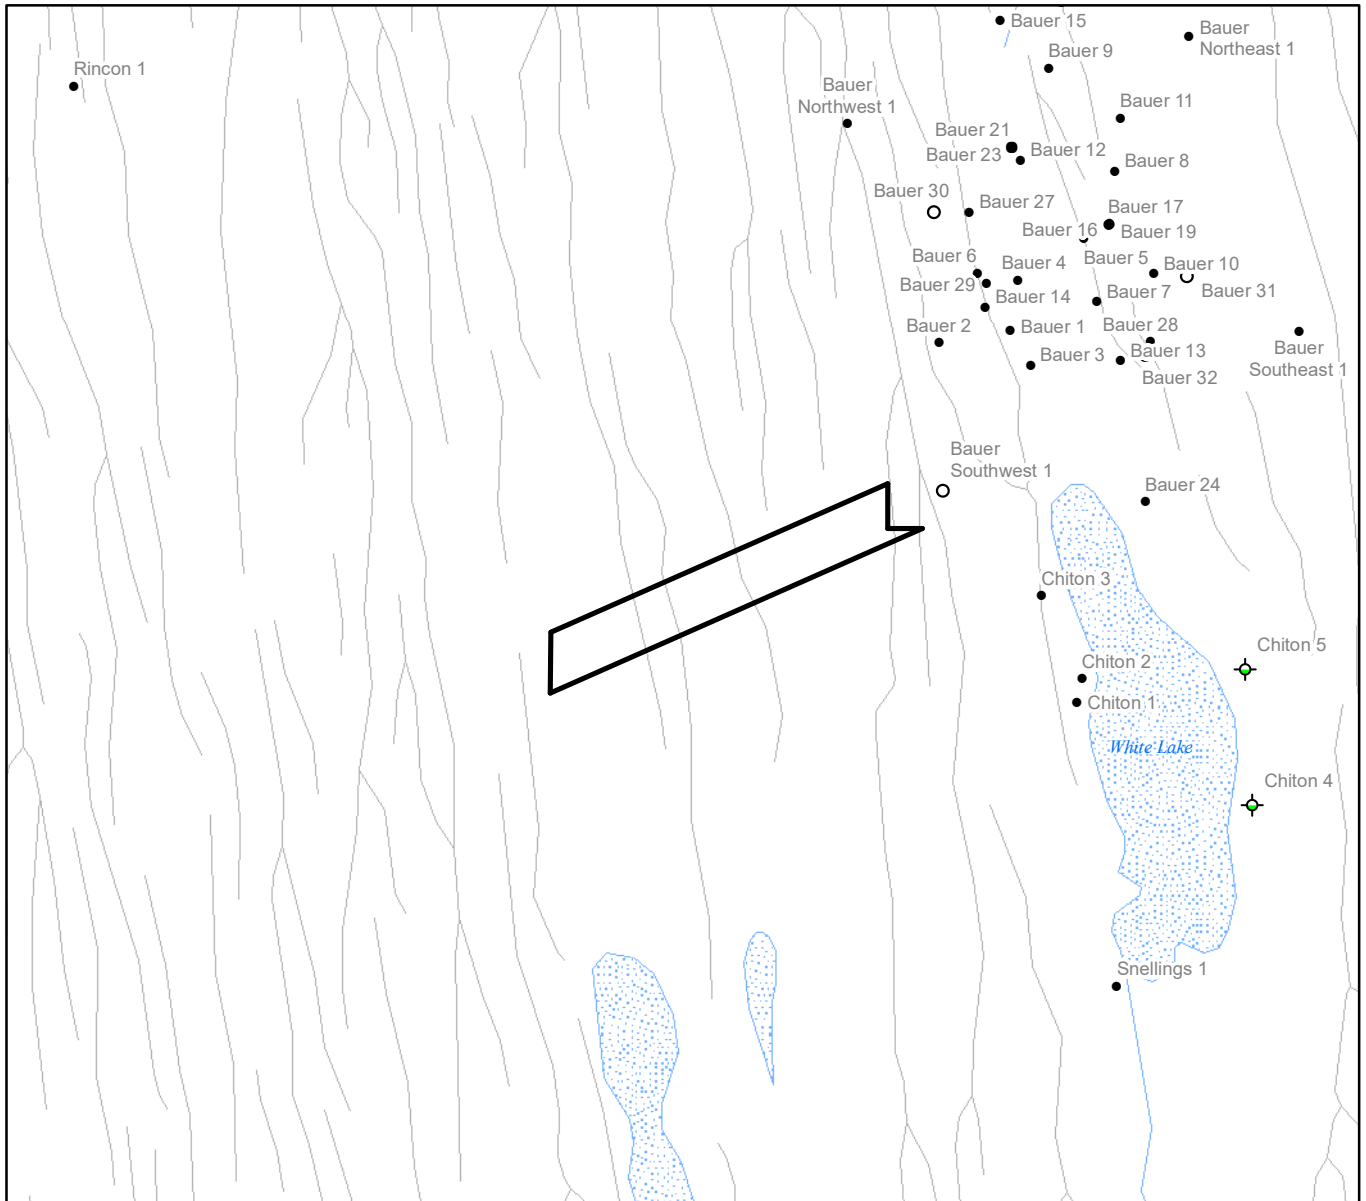 Bauer 15
Bauer
Northeast 1
Bauer 9
Rincon 1
Bauer
Northwest 1
Bauer 11
Bauer 21
Bauer 23
Bauer 12
Bauer 8
Bauer 30
Bauer 27
Bauer 17
Bauer 16
Bauer 19
Bauer 6
Bauer 4
Bauer 5
Bauer 10
Bauer 29
Bauer 31
Bauer 14
Bauer 7
Bauer 2
Bauer 1
Bauer 28
Bauer 3
Bauer 13
Bauer
Southeast 1
Bauer 32
Bauer
Southwest 1
Bauer 24
Chiton 3
Chiton 5
Chiton 2
Chiton 1
White Lake
Chiton 4
Snellings 1